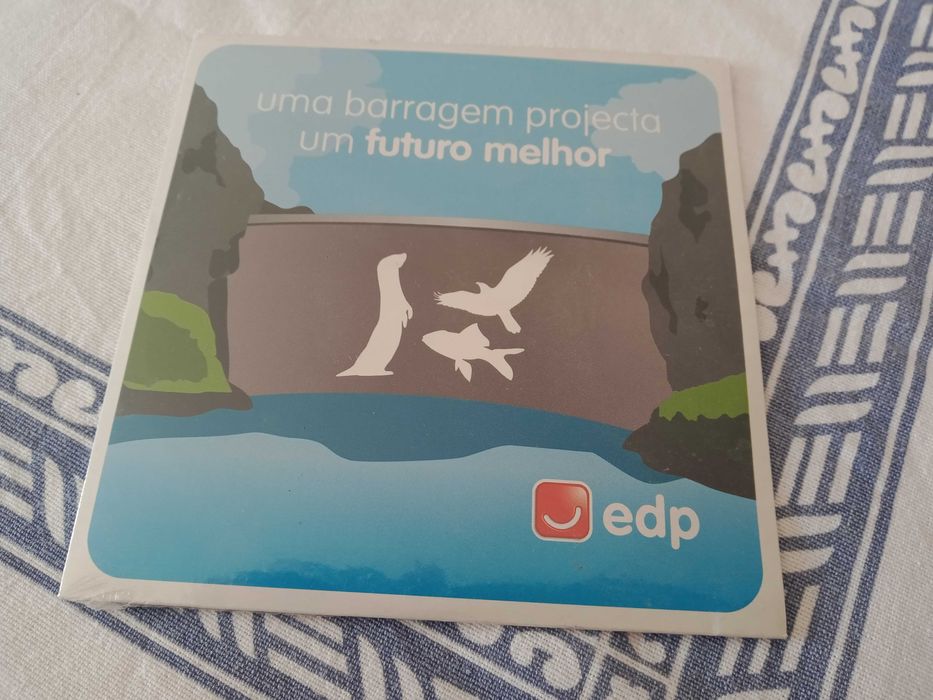 uma barragem projecta
um futuro melhor
edp